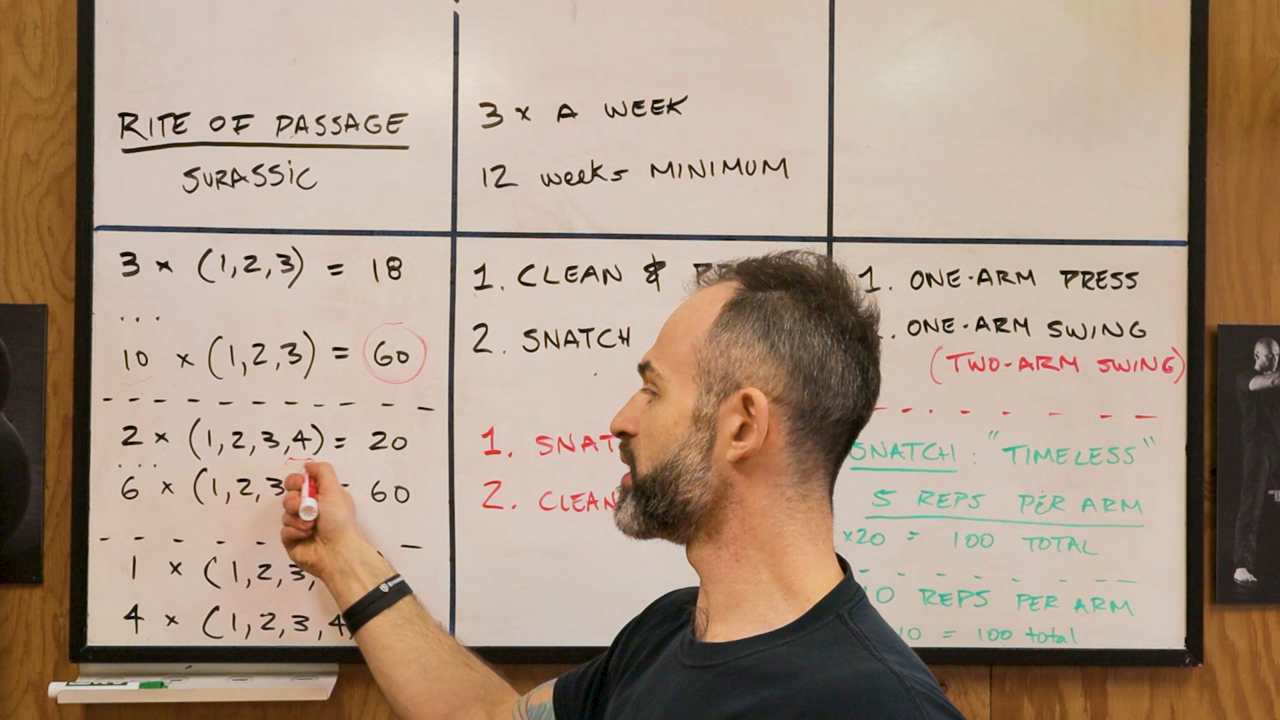 RITE OF PASSAGE
JURASSIC
3 x A WEEK
12 weeks MINIMUM
3 x (1,2,3) = 18
...
10 x (1,2,3) = 60
2 x (1,2,3,4) = 20
...
6 x (1,2,3 = 60
1 x (1,2,3,
4 x (1,2,3,4
1. CLEAN &
2. SNATCH
1.
2. CLEAN
1. ONE-ARM PRESS
. ONE-ARM SWING
(TWO-ARM SWING)
SNATCH : "TIMELESS"
5 REPS PER ARM
x20 = 100 TOTAL
10 REPS PER ARM
10 = 100 total